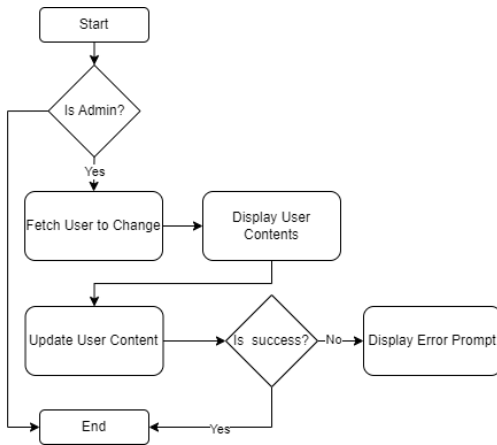 Start
Is Admin?
Yes
Fetch User to Change
Display User
Contents
Update User Content
Is success?
No
Display Error Prompt
Yes
End